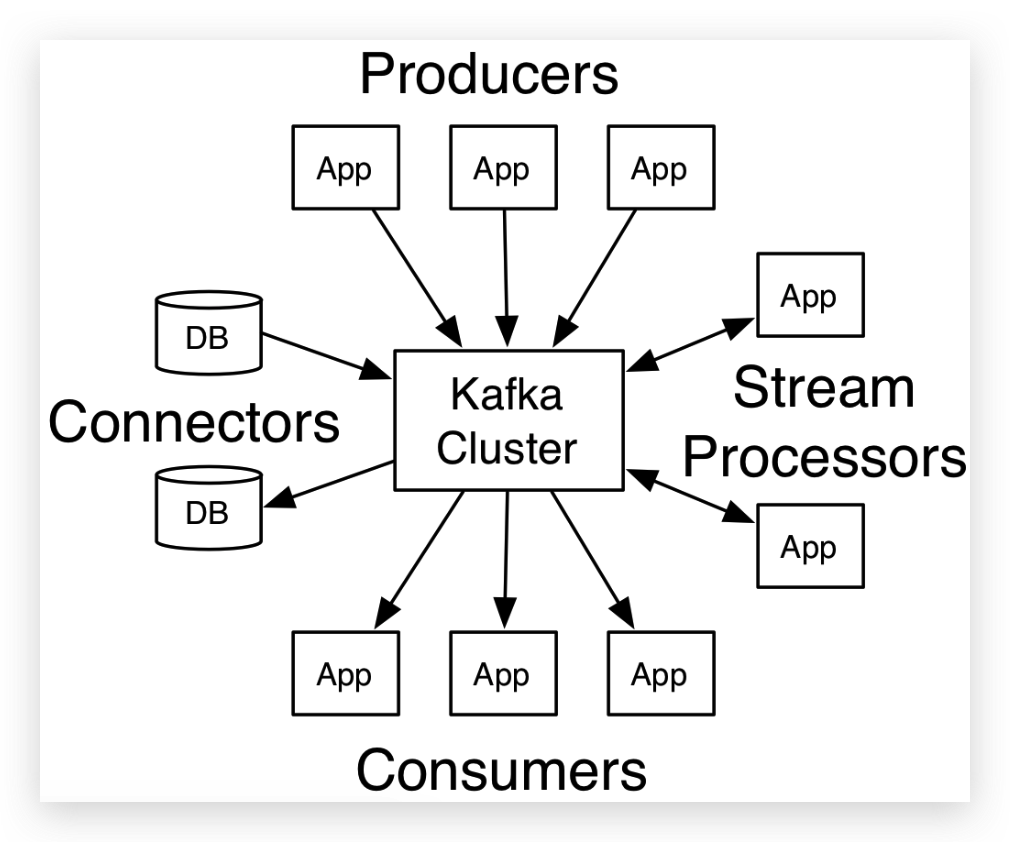 Producers
App
App
App
App
DB
Kafka
Cluster
Stream
Processors
Connectors
DB
App
App
App
App
Consumers